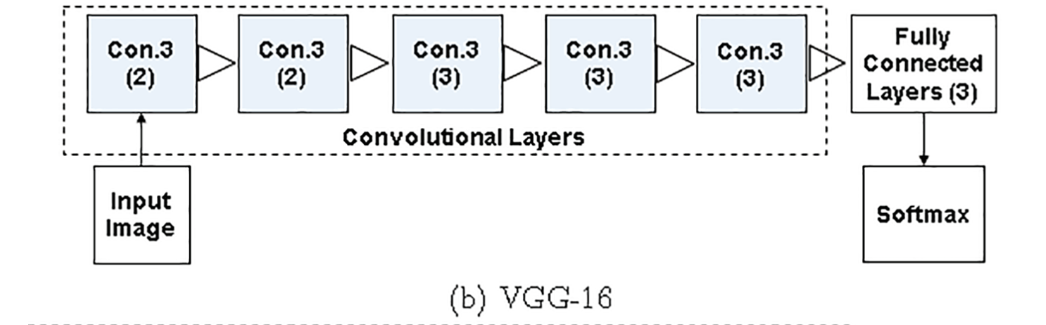 Con.3
(2)
Con.3
(2)
Con.3
(3)
Con.3
(3)
Con.3
(3)
Fully
Connected
Layers (3)
Convolutional Layers
Input
Image
Softmax
(b) VGG-16